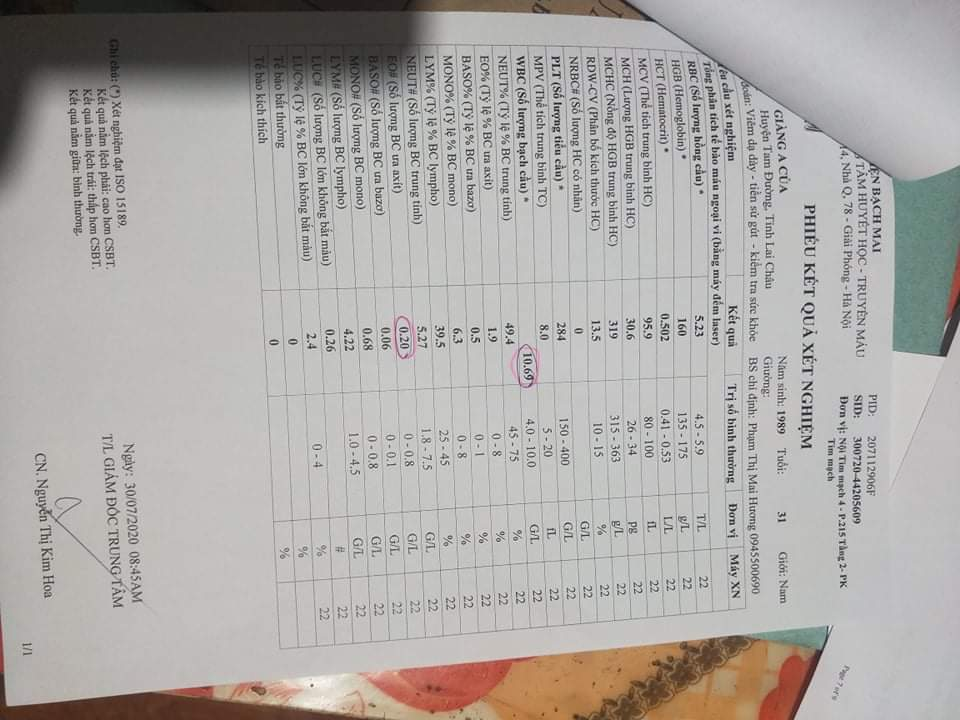 ỆN BẠCH MAI
TÂM HUYẾT HỌC - TRUYỀN MÁU
14, Nhà Q, 78 - Giải Phóng - Hà Nội
PID: 207112906F
SID: 300720-44205609
Đơn vị: Nội Tim mạch 4 - P.215 Tầng 2- PK
Tim mạch
PHIẾU KẾT QUẢ XÉT NGHIỆM
GIÀNG A CỦA Năm sinh: 1989 Tuổi: 31 Giới: Nam
Huyện Tam Đường, Tỉnh Lai Châu Giường:
đoán: Viêm dạ dày - tiền sử gút - kiểm tra sức khỏe BS chỉ định: Phạm Thị Mai Hương 0945500690
cầu xét nghiệm Kết quả Trị số bình thường Đơn vị Máy XN
Tổng phân tích tế bào máu ngoại vi (bằng máy đếm laser)
RBC (Số lượng hồng cầu) * 5.23 4.5 - 5.9 T/L 22
HGB (Hemoglobin) * 160 135 - 175 g/L 22
HCT (Hematocrit) * 0.502 0.41 - 0.53 L/L 22
MCV (Thể tích trung bình HC) 95.9 80 - 100 fL 22
MCH (Lượng HGB trung bình HC) 30.6 26 - 34 pg 22
MCHC (Nồng độ HGB trung bình HC) 319 315 - 363 g/L 22
RDW-CV (Phân bố kích thước HC) 13.5 10 - 15 % 22
NRBC# (Số lượng HC có nhân) 0 G/L 22
PLT (Số lượng tiểu cầu) * 284 150 - 400 G/L 22
MPV (Thể tích trung bình TC) 8.0 5 - 20 fL 22
WBC (Số lượng bạch cầu) * 10.69 4.0 - 10.0 G/L 22
NEUT% (Tỷ lệ % BC trung tính) 49.4 45 - 75 % 22
EO% (Tỷ lệ % BC ưa axit) 1.9 0 - 8 % 22
BASO% (Tỷ lệ % BC ưa bazơ) 0.5 0 - 1 % 22
MONO% (Tỷ lệ % BC mono) 6.3 0 - 8 % 22
LYM% (Tỷ lệ % BC lympho) 39.5 25 - 45 % 22
NEUT# (Số lượng BC trung tính) 5.27 1.8 - 7.5 G/L 22
EO# (Số lượng BC ưa axit) 0.20 0 - 0.8 G/L 22
BASO# (Số lượng BC ưa bazơ) 0.06 0 - 0.1 G/L 22
MONO# (Số lượng BC mono) 0.68 0 - 0.8 G/L 22
LYM# (Số lượng BC lympho) 4.22 1.0 - 4.5 G/L 22
LUC# (Số lượng BC lớn không bắt màu) 0.26 # 22
LUC% (Tỷ lệ % BC lớn không bắt màu) 2.4 0 - 4 % 22
Tế bào bất thường 0 %
Tế bào kích thích 0 %
Ghi chú: (*) Xét nghiệm đạt ISO 15189.
Kết quả nằm lệch phải: cao hơn CSBT.
Kết quả nằm lệch trái: thấp hơn CSBT.
Kết quả nằm giữa: bình thường.
Ngày: 30/07/2020 08:45AM
T/L GIÁM ĐỐC TRUNG TÂM
CN. Nguyễn Thị Kim Hoa
1/1